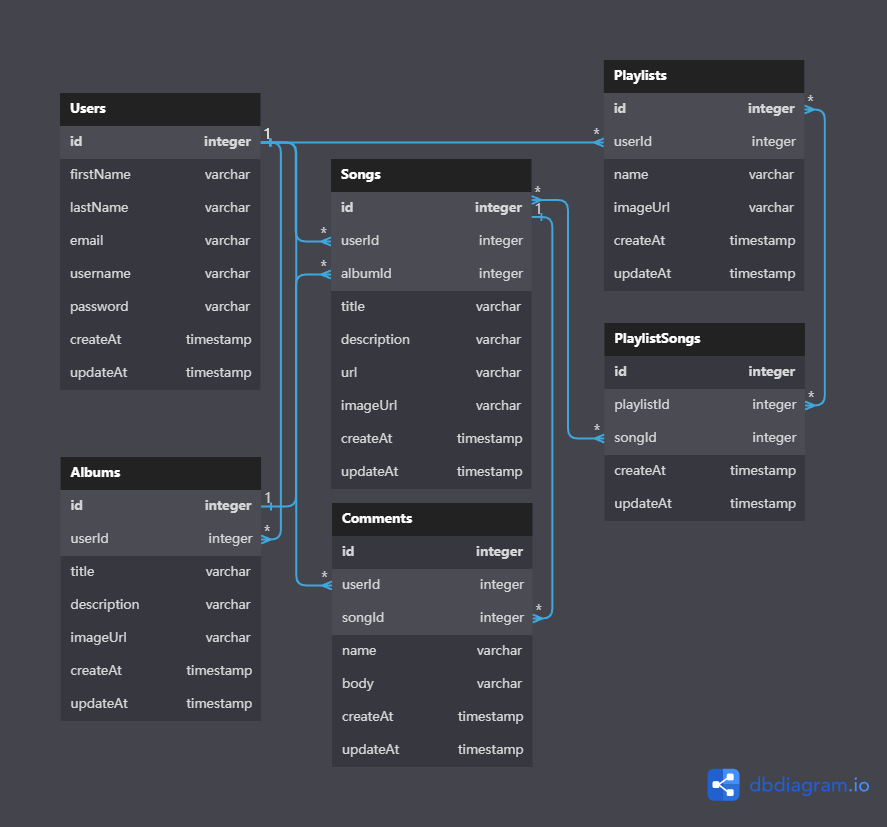 Users
id integer
firstName varchar
lastName varchar
email varchar
username varchar
password varchar
createAt timestamp
updateAt timestamp
Albums
id integer
userId integer
title varchar
description varchar
imageUrl varchar
createAt timestamp
updateAt timestamp
Songs
id integer
userId integer
albumId integer
title varchar
description varchar
url varchar
imageUrl varchar
createAt timestamp
updateAt timestamp
Comments
id integer
userId integer
songId integer
name varchar
body varchar
createAt timestamp
updateAt timestamp
Playlists
id integer
userId integer
name varchar
imageUrl varchar
createAt timestamp
updateAt timestamp
PlaylistSongs
id integer
playlistId integer
songId integer
createAt timestamp
updateAt timestamp
1
*
*
*
1
*
*
1
*
*
*
*
*
*
dbdiagram.io